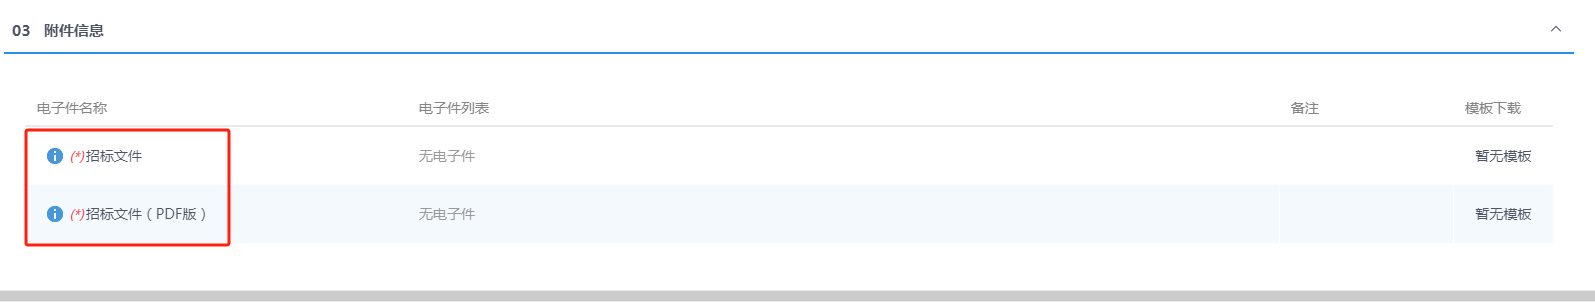 03 附件信息
电子件名称 电子件列表 备注 模板下载
(*)招标文件 无电子件 暂无模板
(*)招标文件（PDF版） 无电子件 暂无模板